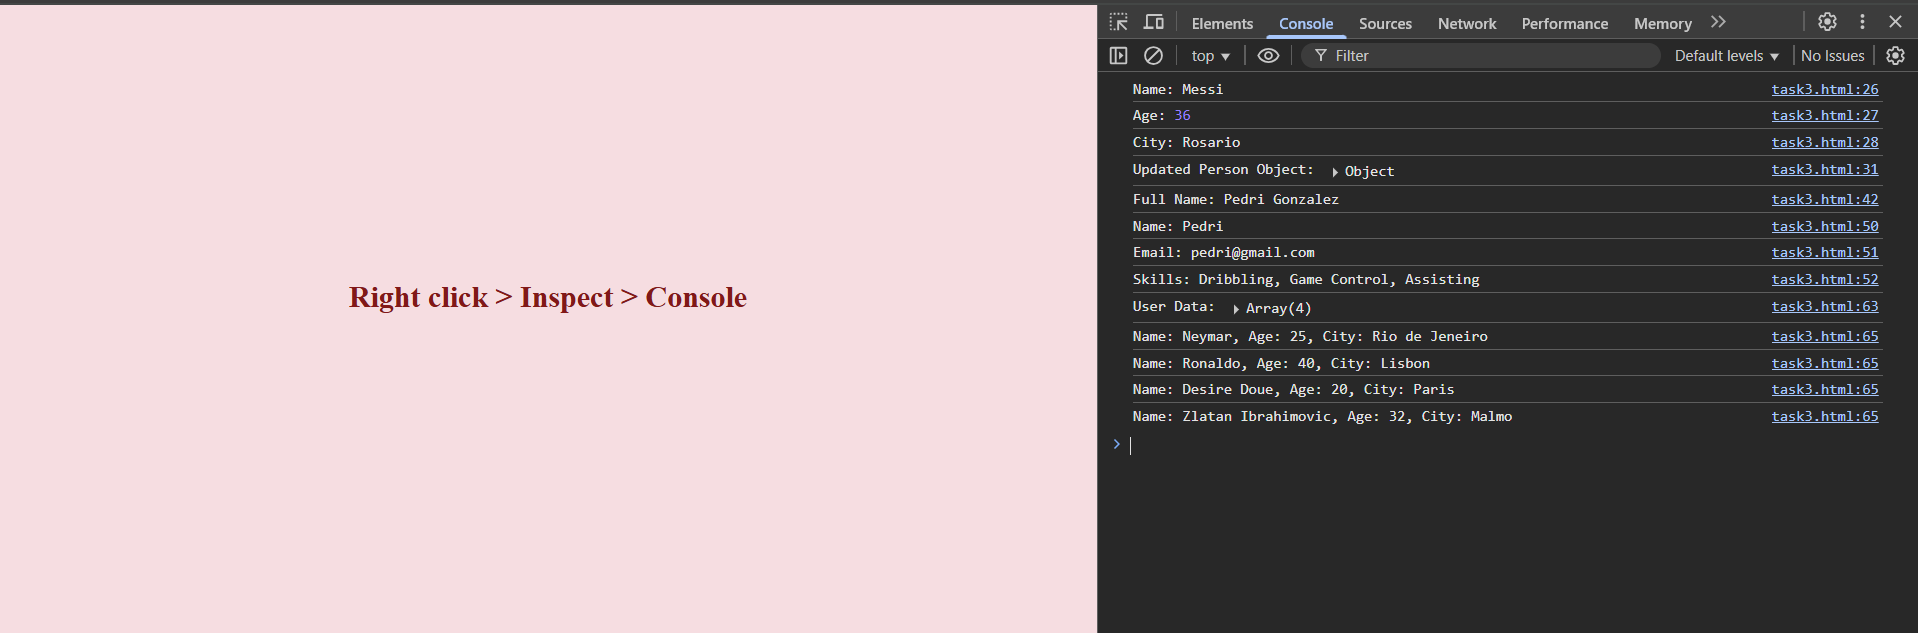 Right click > Inspect > Console
Elements Console Sources Network Performance Memory
top Filter Default levels No Issues
Name: Messi task3.html:26
Age: 36 task3.html:27
City: Rosario task3.html:28
Updated Person Object: Object task3.html:31
Full Name: Pedri Gonzalez task3.html:42
Name: Pedri task3.html:50
Email: pedri@gmail.com task3.html:51
Skills: Dribbling, Game Control, Assisting task3.html:52
User Data: Array(4) task3.html:63
Name: Neymar, Age: 25, City: Rio de Jeneiro task3.html:65
Name: Ronaldo, Age: 40, City: Lisbon task3.html:65
Name: Desire Doue, Age: 20, City: Paris task3.html:65
Name: Zlatan Ibrahimovic, Age: 32, City: Malmo task3.html:65